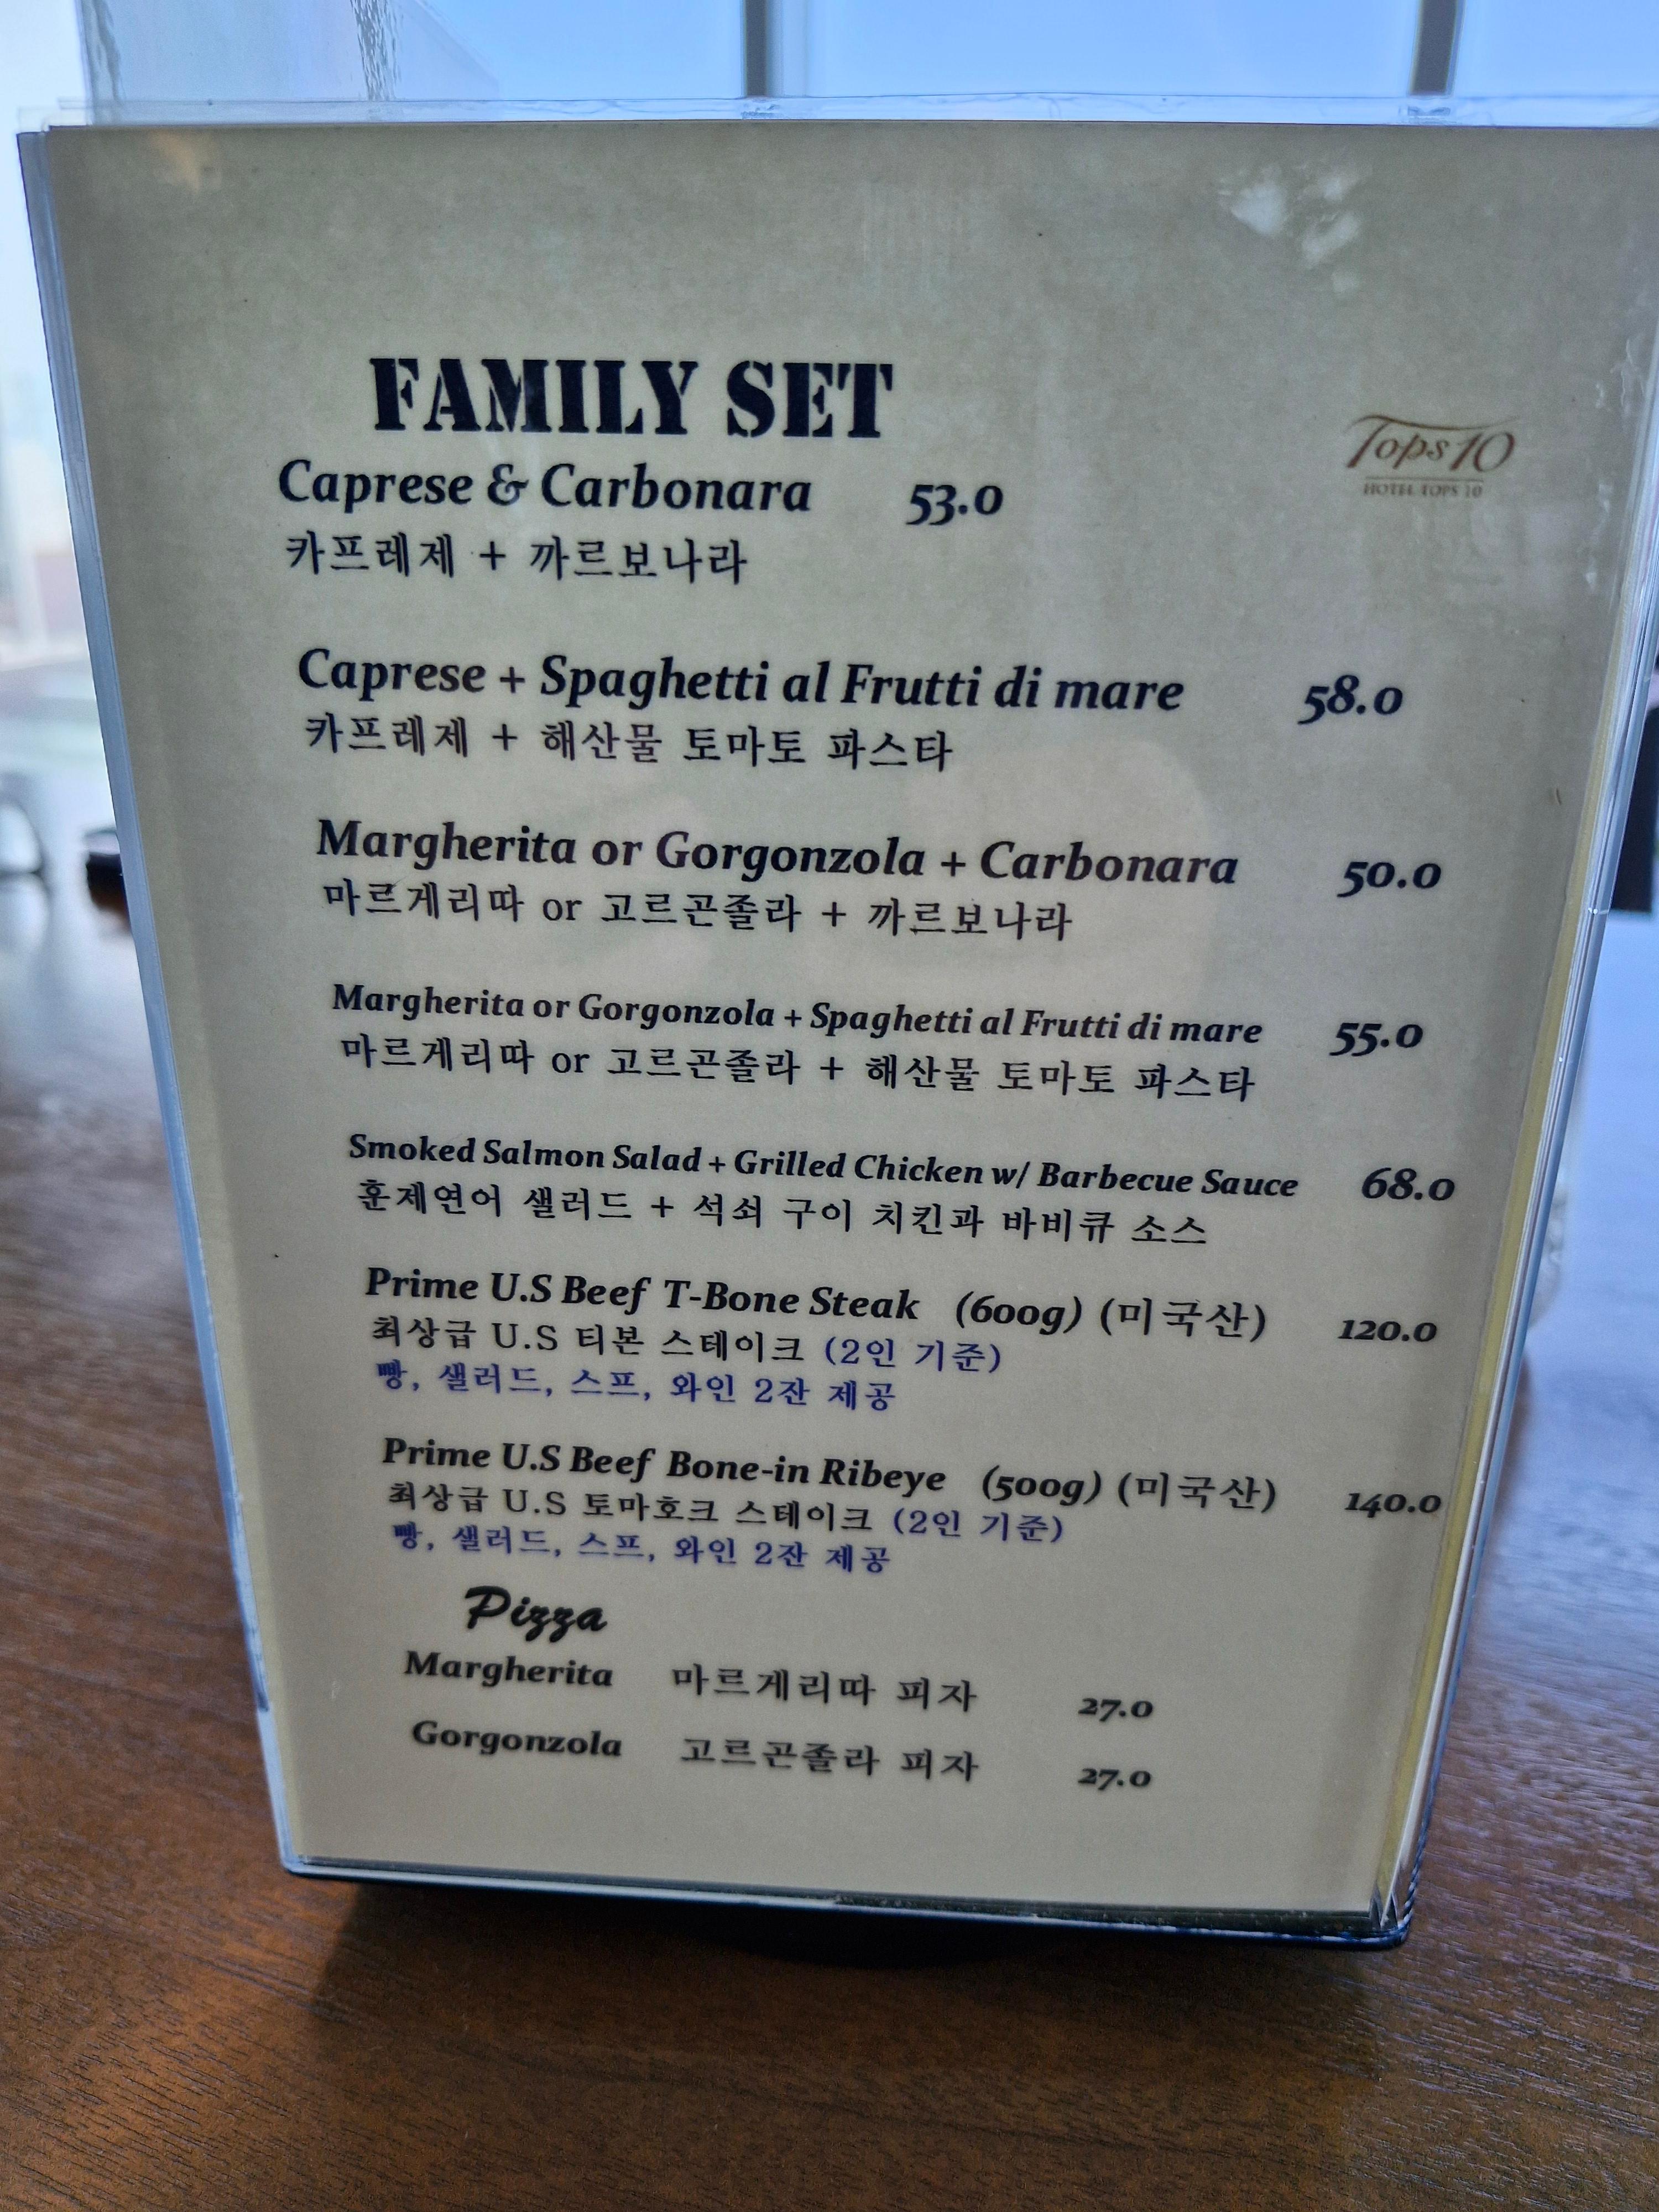 FAMILY SET
Tops 10
HOTEL TOPS 10
Caprese & Carbonara 53.0
카프레제 + 까르보나라
Caprese + Spaghetti al Frutti di mare 58.0
카프레제 + 해산물 토마토 파스타
Margherita or Gorgonzola + Carbonara 50.0
마르게리따 or 고르곤졸라 + 까르보나라
Margherita or Gorgonzola + Spaghetti al Frutti di mare 55.0
마르게리따 or 고르곤졸라 + 해산물 토마토 파스타
Smoked Salmon Salad + Grilled Chicken w/ Barbecue Sauce 68.0
훈제연어 샐러드 + 석쇠 구이 치킨과 바비큐 소스
Prime U.S Beef T-Bone Steak (600g) (미국산) 120.0
최상급 U.S 티본 스테이크 (2인 기준)
빵, 샐러드, 스프, 와인 2잔 제공
Prime U.S Beef Bone-in Ribeye (500g) (미국산) 140.0
최상급 U.S 토마호크 스테이크 (2인 기준)
빵, 샐러드, 스프, 와인 2잔 제공
Pizza
Margherita 마르게리따 피자 27.0
Gorgonzola 고르곤졸라 피자 27.0